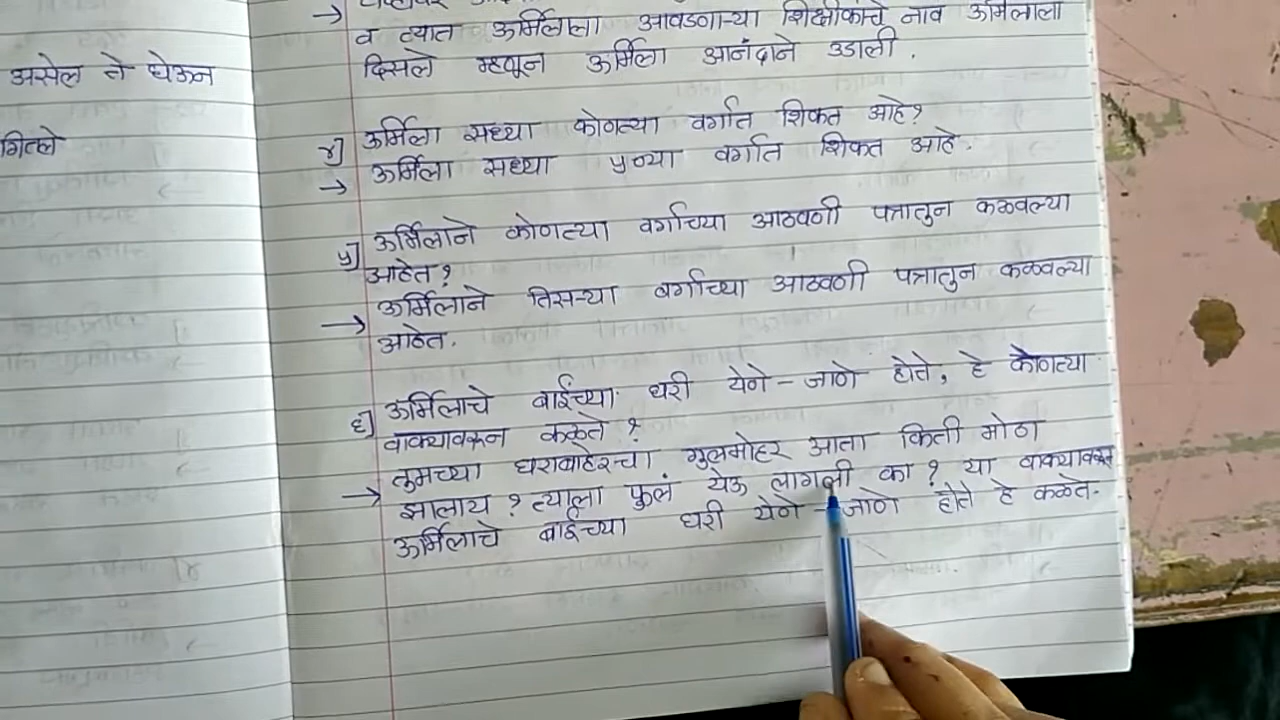 असेल ते घेऊन
व त्यात ऊर्मिलाला आवडणाऱ्या शिक्षीकाचे नाव ऊर्मिलाला
दिसले म्हणून ऊर्मिला आनंदाने उडाली.
४] ऊर्मिला सध्या कोणत्या वर्गात शिकत आहे?
→ ऊर्मिला सध्या ५व्या वर्गात शिकत आहे.
५] ऊर्मिलाने कोणत्या वर्गाच्या आठवणी पत्रातुन कळवल्या
आहेत?
→ ऊर्मिलाने तिसऱ्या वर्गाच्या आठवणी पत्रातुन कळवल्या
आहेत.
६] ऊर्मिलाचे बाईंच्या घरी येणे-जाणे होते, हे कोणत्या
वाक्यावरून कळते?
→ तुमच्या घराबाहेरचा गुलमोहर आता किती मोठा
झालाय? त्याला फुलं येऊ लागली का? या वाक्यावरून
ऊर्मिलाचे बाईंच्या घरी येणे-जाणे होते हे कळते.